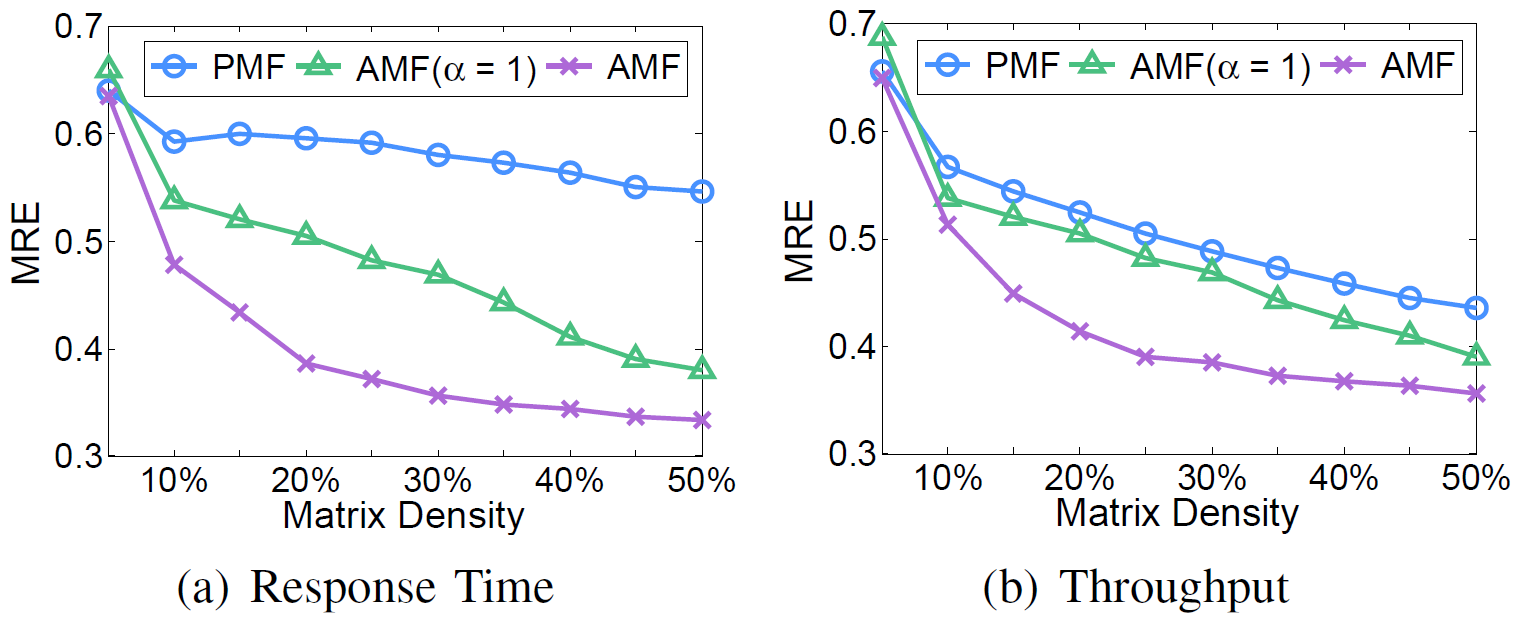 0.7
0.6
0.5
0.4
0.3
MRE
PMF AMF(α = 1) AMF
10% 20% 30% 40% 50%
Matrix Density
(a) Response Time
0.7
0.6
0.5
0.4
0.3
MRE
PMF AMF(α = 1) AMF
10% 20% 30% 40% 50%
Matrix Density
(b) Throughput